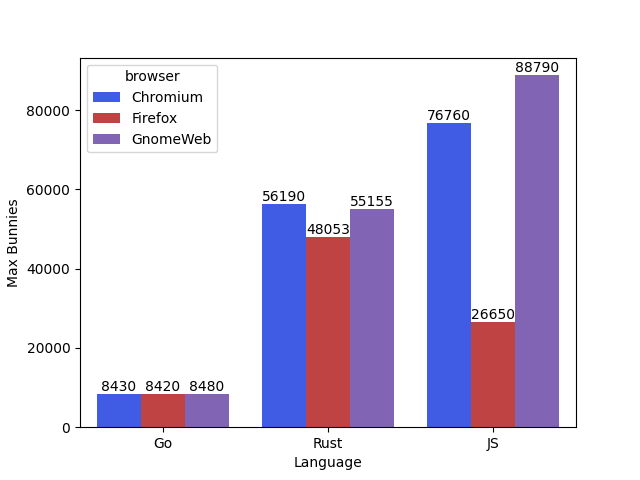 browser
Chromium
Firefox
GnomeWeb
88790
76760
56190
55155
48053
26650
8430 8420 8480
80000
60000
40000
20000
0
Max Bunnies
Go Rust JS
Language